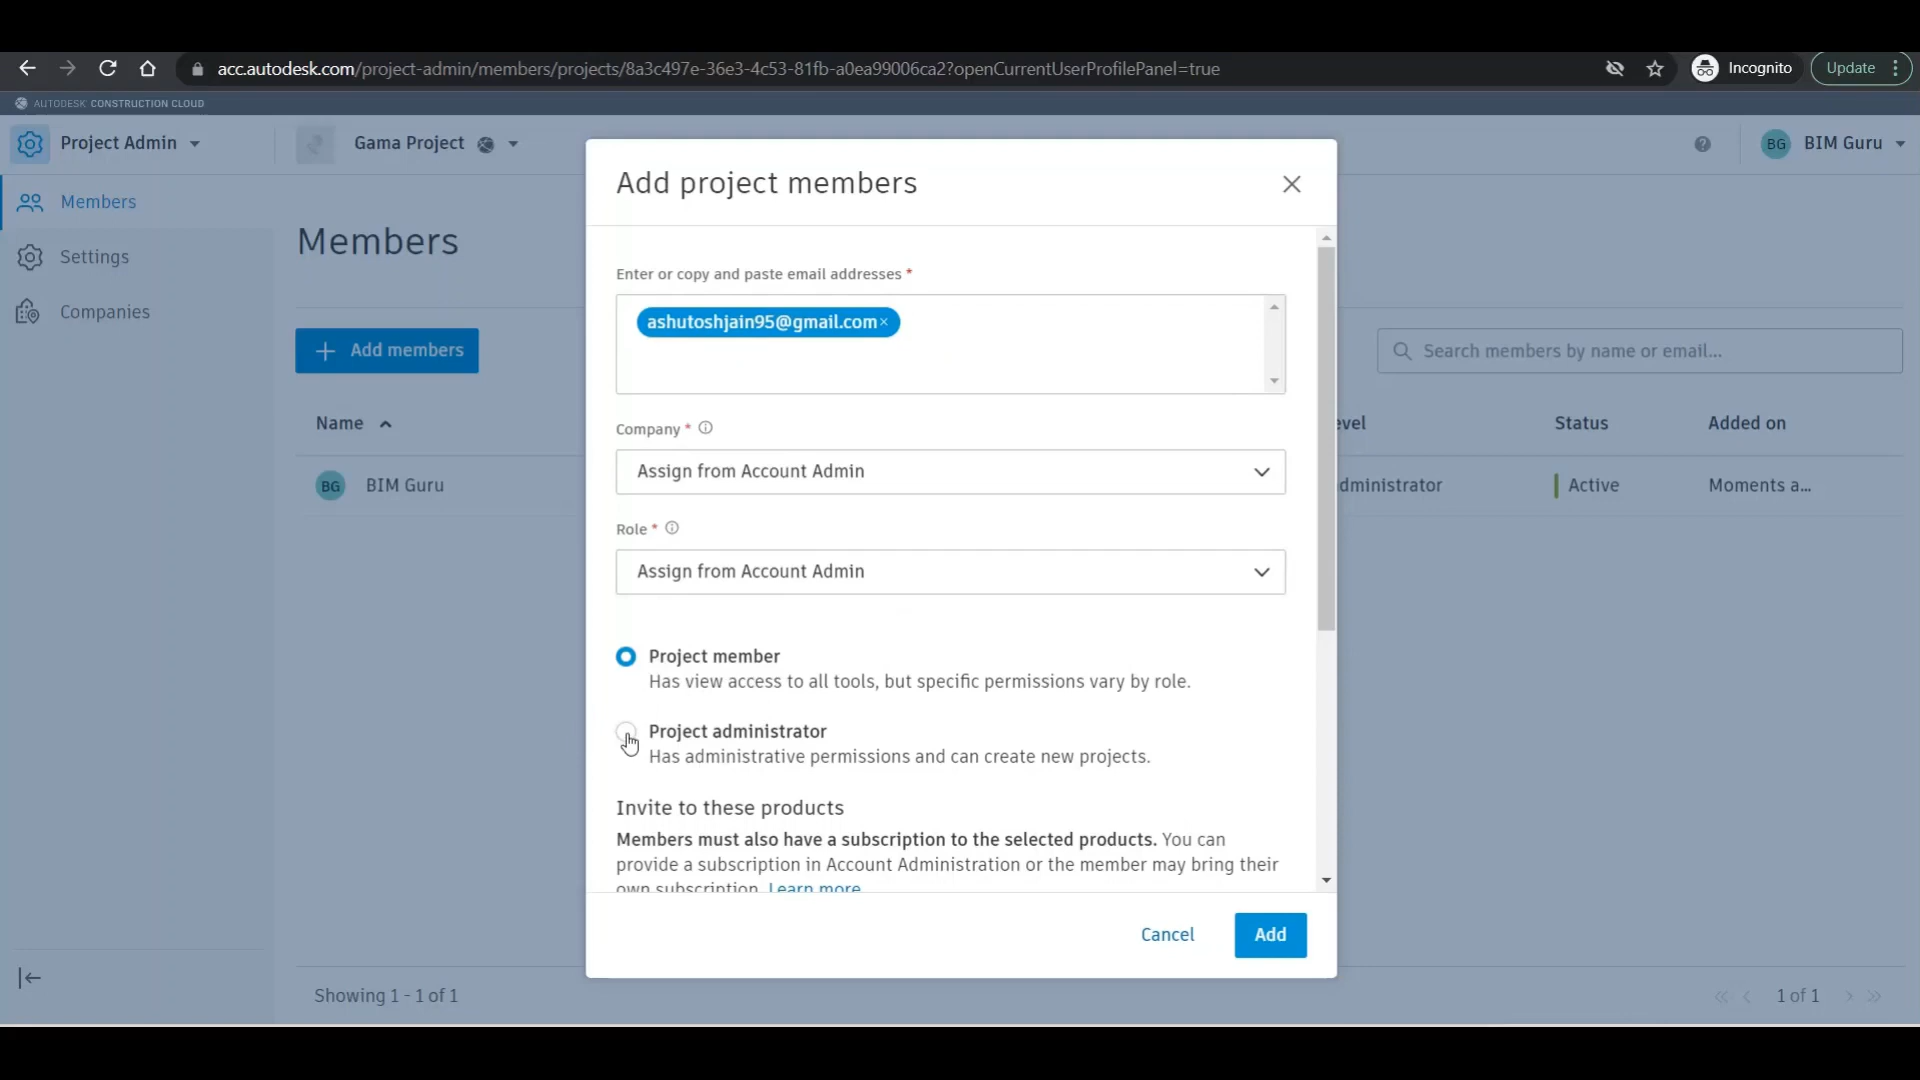 acc.autodesk.com/project-admin/members/projects/8a3c497e-36e3-4c53-81fb-a0ea99006ca2?openCurrentUserProfilePanel=true
Incognito
Update
AUTODESK CONSTRUCTION CLOUD
Project Admin
Gama Project
BG
BIM Guru
Members
Settings
Companies
Members
Add members
Search members by name or email...
Name
evel
Status
Added on
BG
BIM Guru
dministrator
Active
Moments a...
Showing 1 - 1 of 1
1 of 1
Add project members
Enter or copy and paste email addresses *
ashutoshjain95@gmail.com×
Company *
Assign from Account Admin
Role *
Assign from Account Admin
Project member
Has view access to all tools, but specific permissions vary by role.
Project administrator
Has administrative permissions and can create new projects.
Invite to these products
Members must also have a subscription to the selected products. You can
provide a subscription in Account Administration or the member may bring their
own subscription. Learn more
Cancel
Add